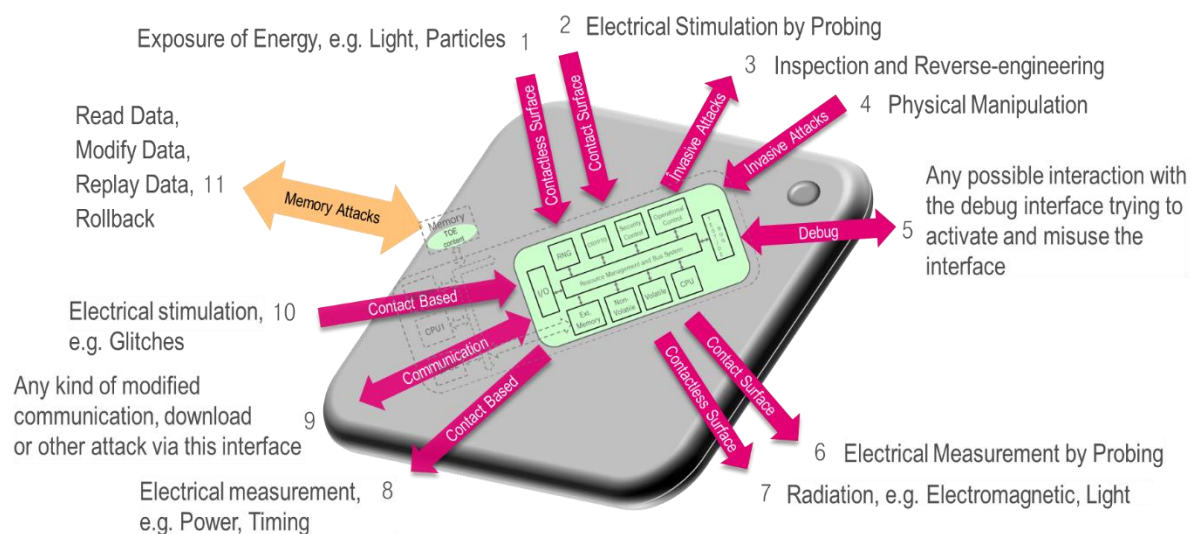 Exposure of Energy, e.g. Light, Particles 1
2 Electrical Stimulation by Probing
3 Inspection and Reverse-engineering
4 Physical Manipulation
Contactless Surface
Contact Surface
Invasive Attacks
Invasive Attacks
Read Data,
Modify Data,
Replay Data, 11
Rollback
Memory Attacks
Memory
TOE
content
Any possible interaction with
the debug interface trying to
5 activate and misuse the
interface
Debug
RNG
Crypto
Security
Control
Operational
Control
Resource Management and Bus System
I/O
Ext.
Memory
Non-
Volatile
Volatile
CPU
CPU1
Electrical stimulation, 10
e.g. Glitches
Contact Based
Communication
Contact Based
Any kind of modified
communication, download 9
or other attack via this interface
Electrical measurement, 8
e.g. Power, Timing
Contact Surface
Contactless Surface
6 Electrical Measurement by Probing
7 Radiation, e.g. Electromagnetic, Light